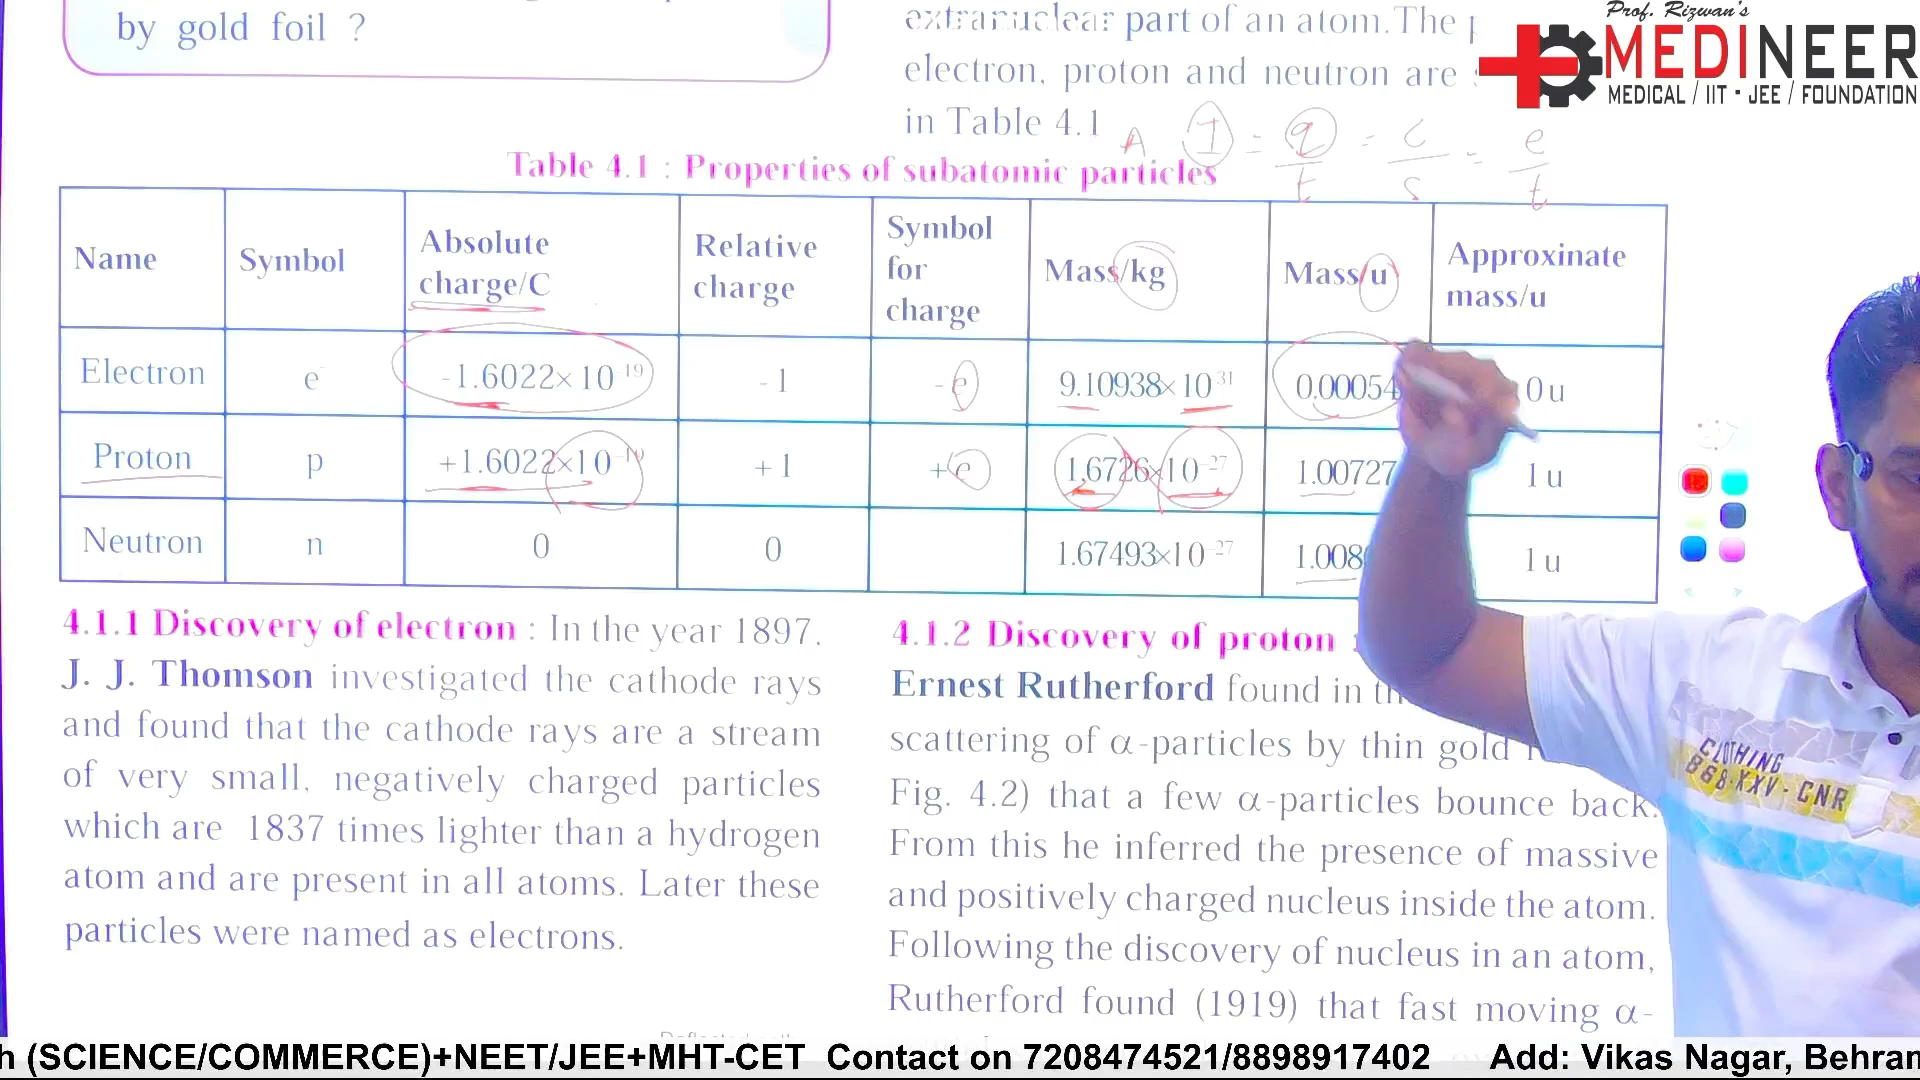 by gold foil ?
extranuclear part of an atom. The
electron, proton and neutron are
in Table 4.1
A I = q/t = c/s = e/t
Prof. Rizwan's
MEDINEER
MEDICAL / IIT - JEE / FOUNDATION
Table 4.1 : Properties of subatomic particles
Name Symbol Absolute charge/C Relative charge Symbol for charge Mass/kg Mass/u Approxinate mass/u
Electron e⁻ -1.6022×10⁻¹⁹ -1 -e 9.10938×10⁻³¹ 0.00054 0 u
Proton p +1.6022×10⁻¹⁹ +1 +e 1.6726×10⁻²⁷ 1.00727 1 u
Neutron n 0 0 1.67493×10⁻²⁷ 1.008 1 u
4.1.1 Discovery of electron : In the year 1897.
J. J. Thomson investigated the cathode rays
and found that the cathode rays are a stream
of very small, negatively charged particles
which are 1837 times lighter than a hydrogen
atom and are present in all atoms. Later these
particles were named as electrons.
4.1.2 Discovery of proton :
Ernest Rutherford found in
scattering of α-particles by thin gold
Fig. 4.2) that a few α-particles bounce back.
From this he inferred the presence of massive
and positively charged nucleus inside the atom.
Following the discovery of nucleus in an atom,
Rutherford found (1919) that fast moving α-
CLOTHING
868·XXV-CNR
h (SCIENCE/COMMERCE)+NEET/JEE+MHT-CET Contact on 7208474521/8898917402 Add: Vikas Nagar, Behran